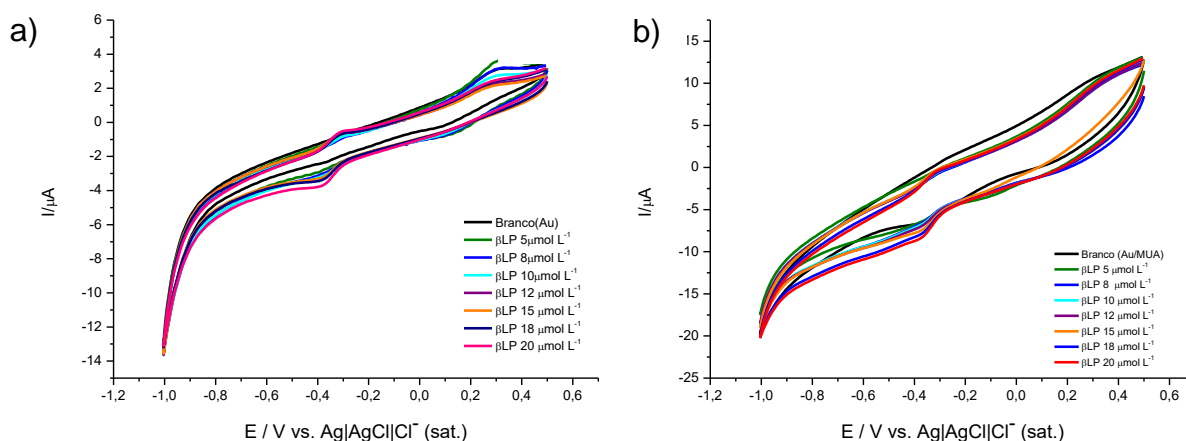 a)
6
4
2
0
-2
-4
-6
-8
-10
-12
-14
I/μA
Branco(Au)
βLP 5μmol L⁻¹
βLP 8μmol L⁻¹
βLP 10μmol L⁻¹
βLP 12 μmol L⁻¹
βLP 15 μmol L⁻¹
βLP 18 μmol L⁻¹
βLP 20 μmol L⁻¹
-1,2 -1,0 -0,8 -0,6 -0,4 -0,2 0,0 0,2 0,4 0,6
E / V vs. Ag|AgCl|Cl⁻ (sat.)
b)
15
10
5
0
-5
-10
-15
-20
-25
I/μA
Branco (Au/MUA)
βLP 5 μmol L⁻¹
βLP 8 μmol L⁻¹
βLP 10 μmol L⁻¹
βLP 12 μmol L⁻¹
βLP 15 μmol L⁻¹
βLP 18 μmol L⁻¹
βLP 20 μmol L⁻¹
-1,2 -1,0 -0,8 -0,6 -0,4 -0,2 0,0 0,2 0,4 0,6
E / V vs. Ag|AgCl|Cl⁻ (sat.)